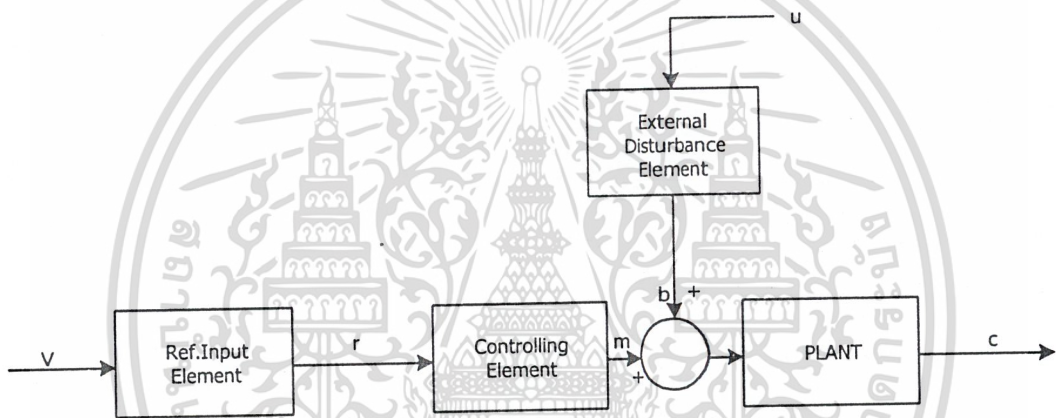 u
External
Disturbance
Element
b +
V
Ref.Input
Element
r
Controlling
Element
m
+
PLANT
c